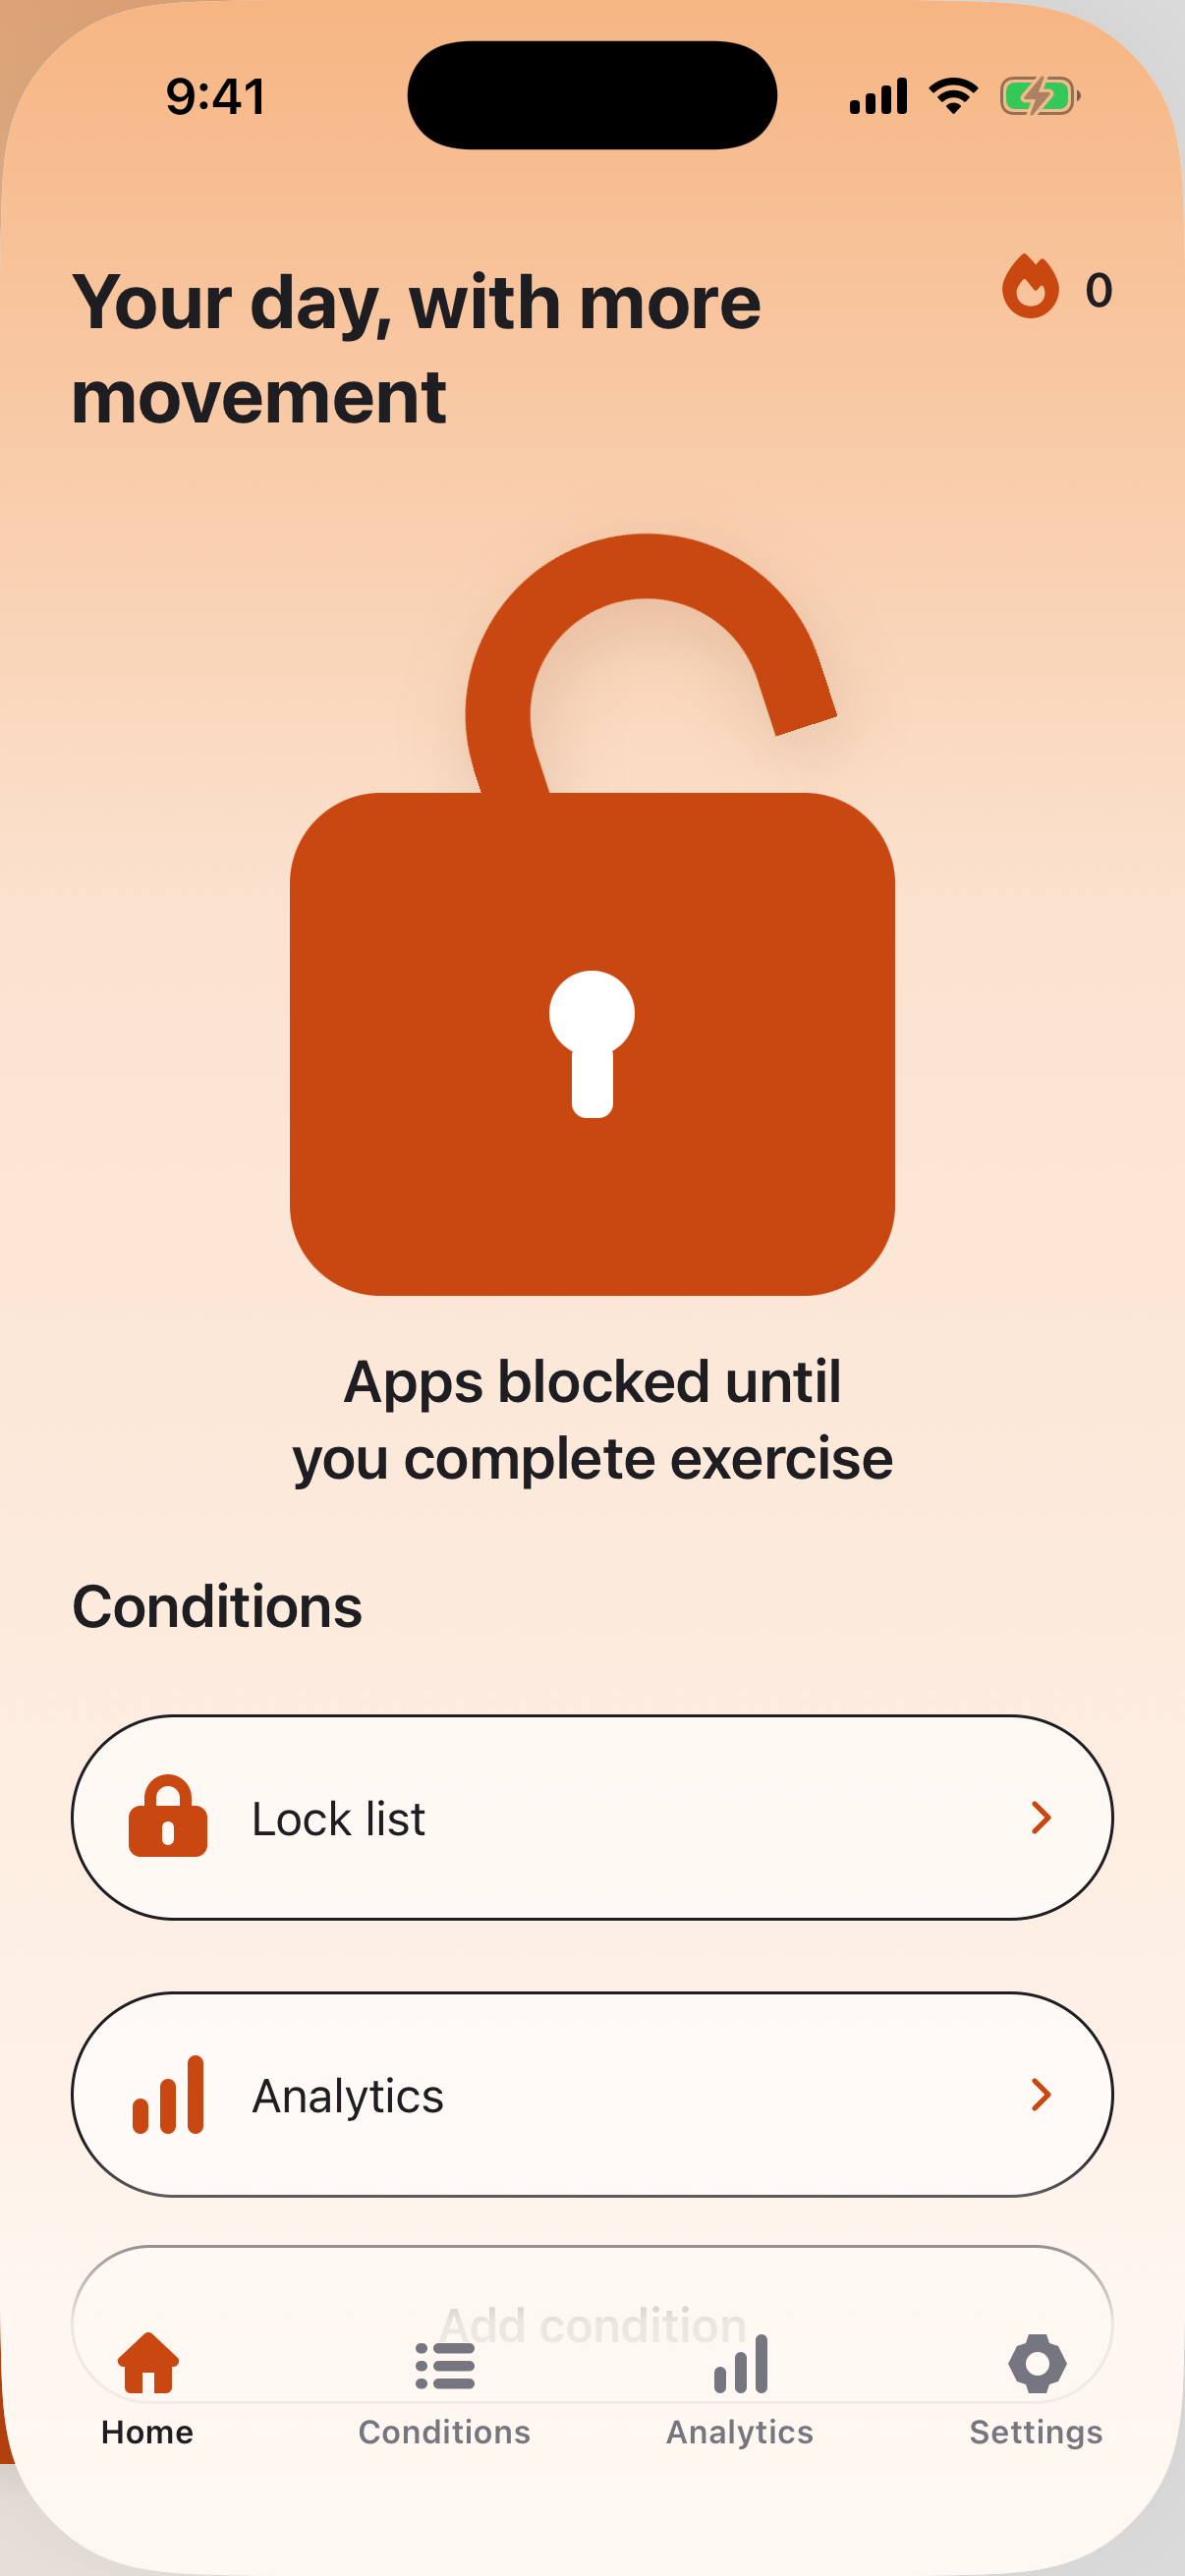 9:41
Your day, with more
movement
0
Apps blocked until
you complete exercise
Conditions
Lock list
Analytics
Add condition
Home
Conditions
Analytics
Settings